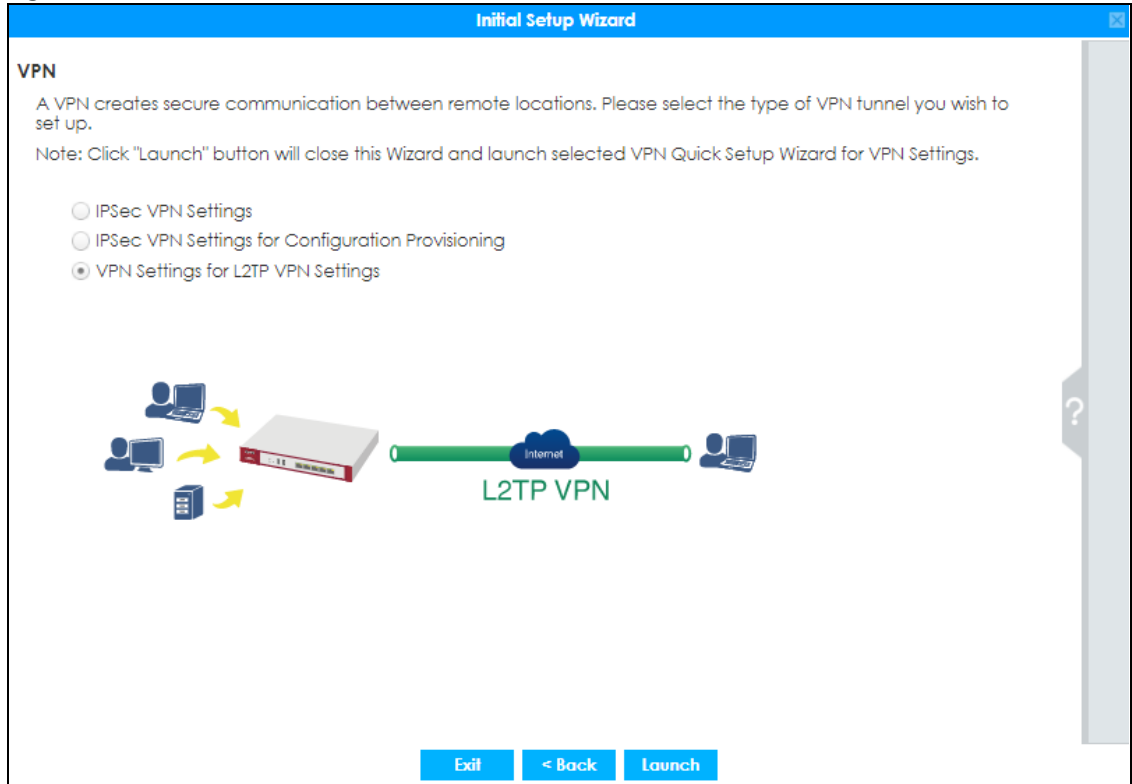 Initial Setup Wizard
VPN
A VPN creates secure communication between remote locations. Please select the type of VPN tunnel you wish to
set up.
Note: Click "Launch" button will close this Wizard and launch selected VPN Quick Setup Wizard for VPN Settings.
IPSec VPN Settings
IPSec VPN Settings for Configuration Provisioning
VPN Settings for L2TP VPN Settings
?
Internet
L2TP VPN
Exit
< Back
Launch